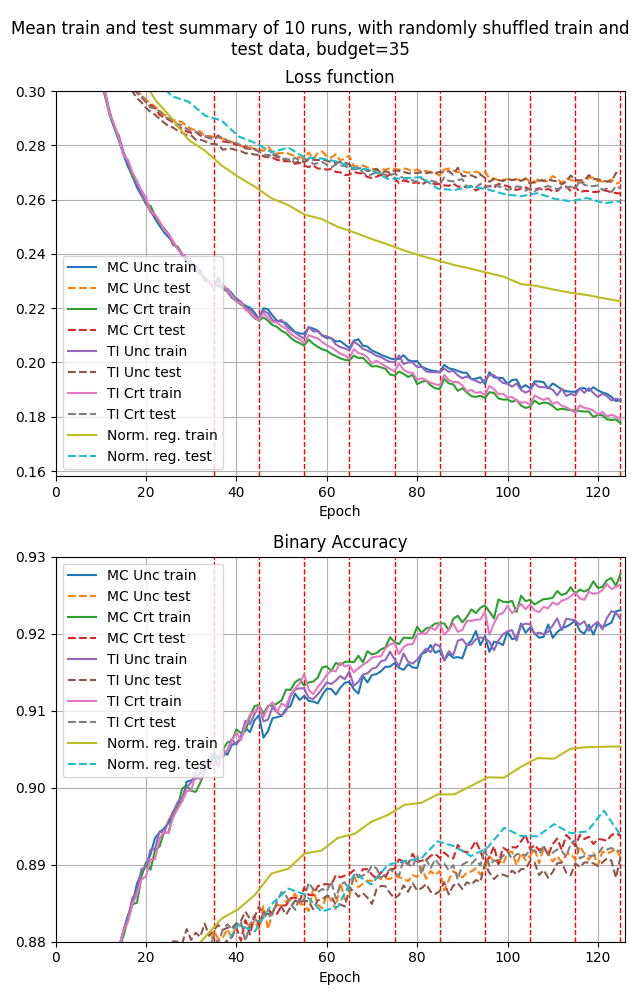 Mean train and test summary of 10 runs, with randomly shuffled train and
test data, budget=35
Loss function
0.30
0.28
0.26
0.24
0.22
0.20
0.18
0.16
MC Unc train
MC Unc test
MC Crt train
MC Crt test
TI Unc train
TI Unc test
TI Crt train
TI Crt test
Norm. reg. train
Norm. reg. test
0 20 40 60 80 100 120
Epoch
Binary Accuracy
0.93
0.92
0.91
0.90
0.89
0.88
MC Unc train
MC Unc test
MC Crt train
MC Crt test
TI Unc train
TI Unc test
TI Crt train
TI Crt test
Norm. reg. train
Norm. reg. test
0 20 40 60 80 100 120
Epoch